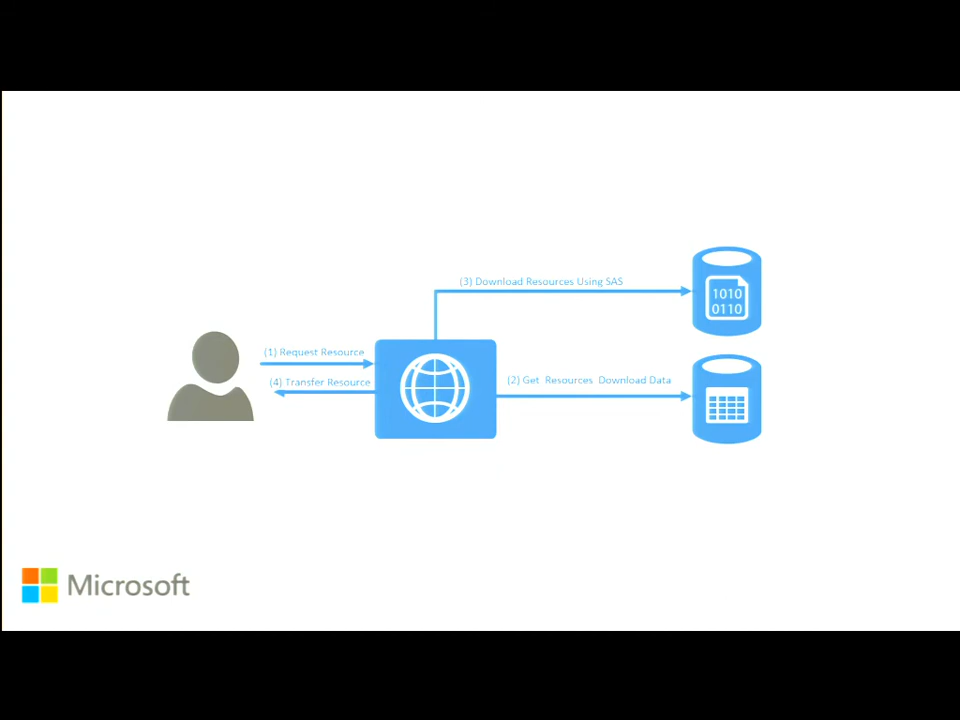 (3) Download Resources Using SAS
1010
0110
(1) Request Resource
(4) Transfer Resource
(2) Get Resources Download Data
Microsoft